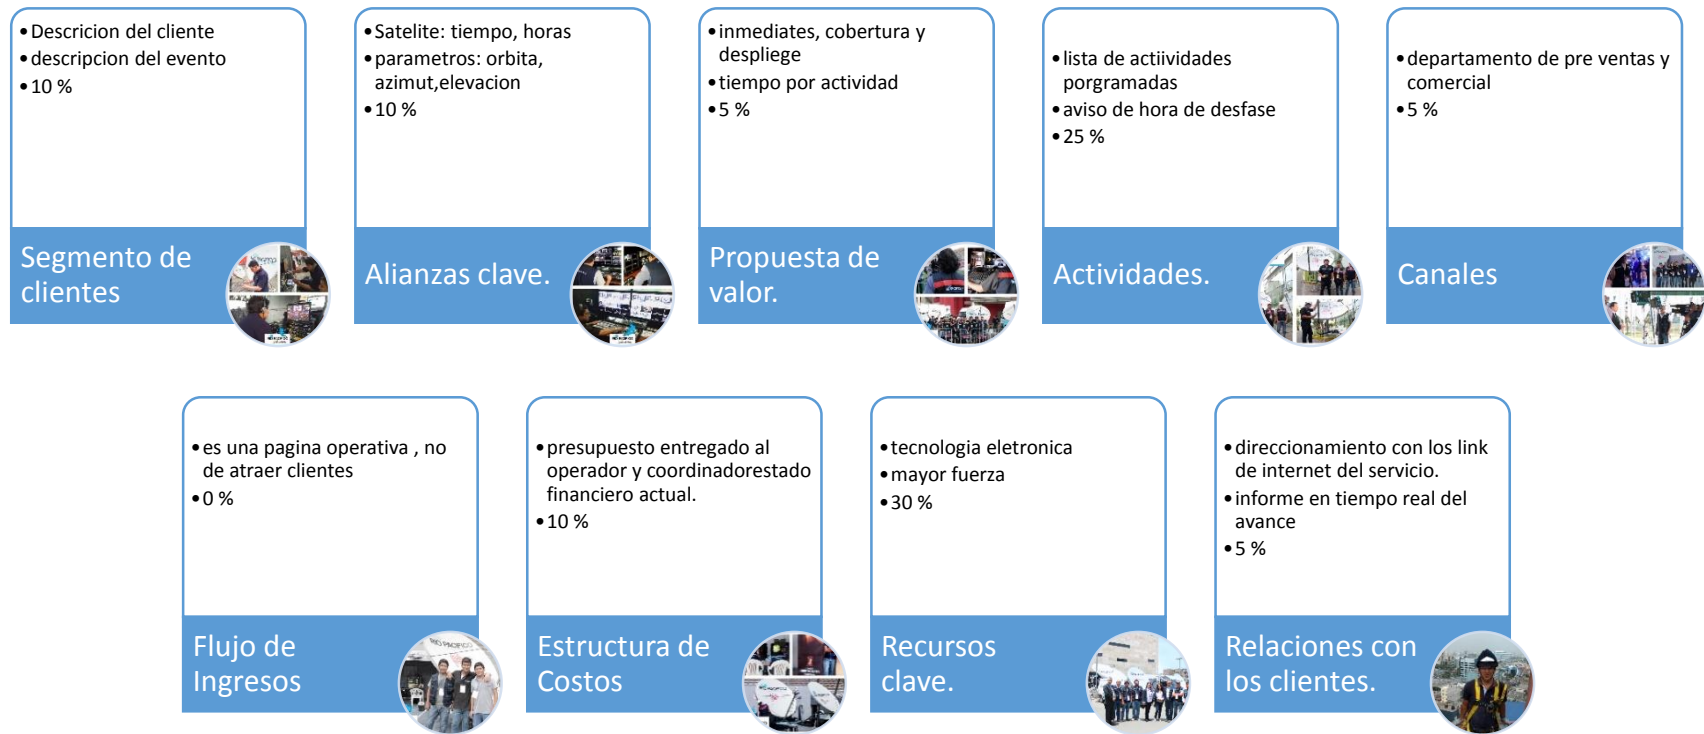 •Descricion del cliente
•descripcion del evento
•10 %
Segmento de
clientes
•Satelite: tiempo, horas
•parametros: orbita,
azimut,elevacion
•10 %
Alianzas clave.
•inmediates, cobertura y
despliege
•tiempo por actividad
•5 %
Propuesta de
valor.
•lista de actiividades
porgramadas
•aviso de hora de desfase
•25 %
Actividades.
•departamento de pre ventas y
comercial
•5 %
Canales
•es una pagina operativa , no
de atraer clientes
•0 %
Flujo de
Ingresos
•presupuesto entregado al
operador y coordinadorestado
financiero actual.
•10 %
Estructura de
Costos
•tecnologia eletronica
•mayor fuerza
•30 %
Recursos
clave.
•direccionamiento con los link
de internet del servicio.
•informe en tiempo real del
avance
•5 %
Relaciones con
los clientes.